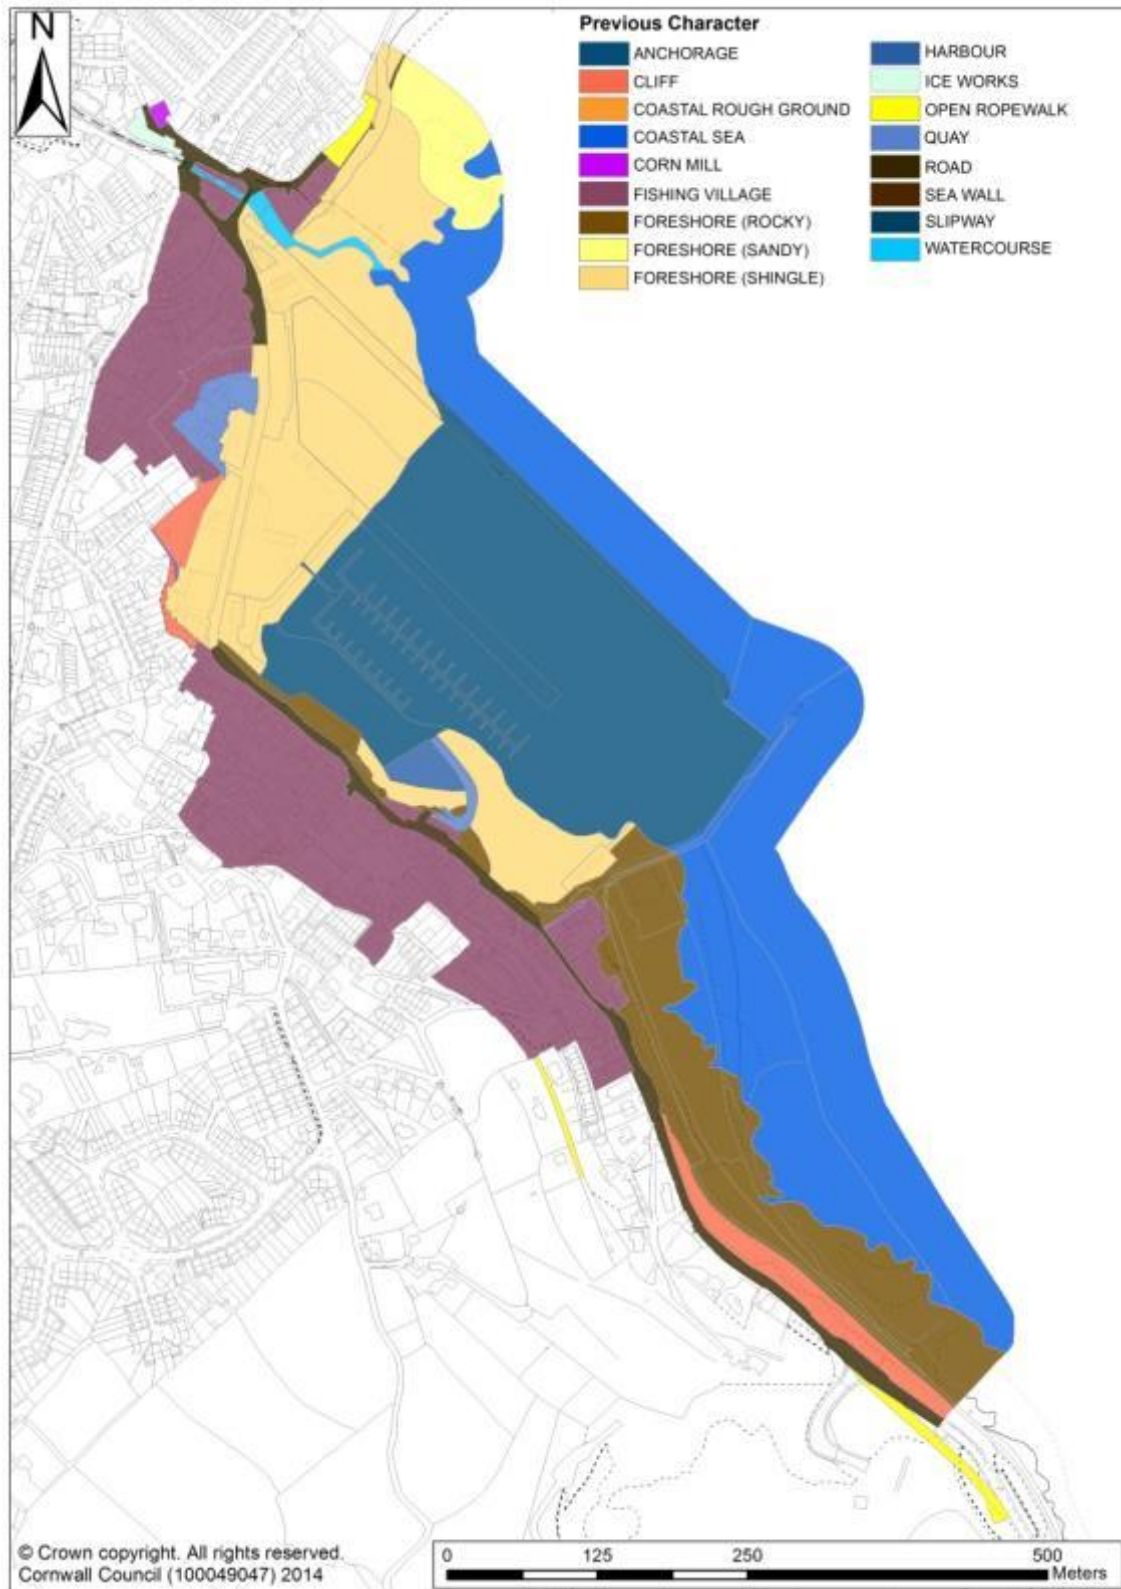 N
Previous Character
ANCHORAGE
CLIFF
COASTAL ROUGH GROUND
COASTAL SEA
CORN MILL
FISHING VILLAGE
FORESHORE (ROCKY)
FORESHORE (SANDY)
FORESHORE (SHINGLE)
HARBOUR
ICE WORKS
OPEN ROPEWALK
QUAY
ROAD
SEA WALL
SLIPWAY
WATERCOURSE
© Crown copyright. All rights reserved.
Cornwall Council (100049047) 2014
0 125 250 500
Meters